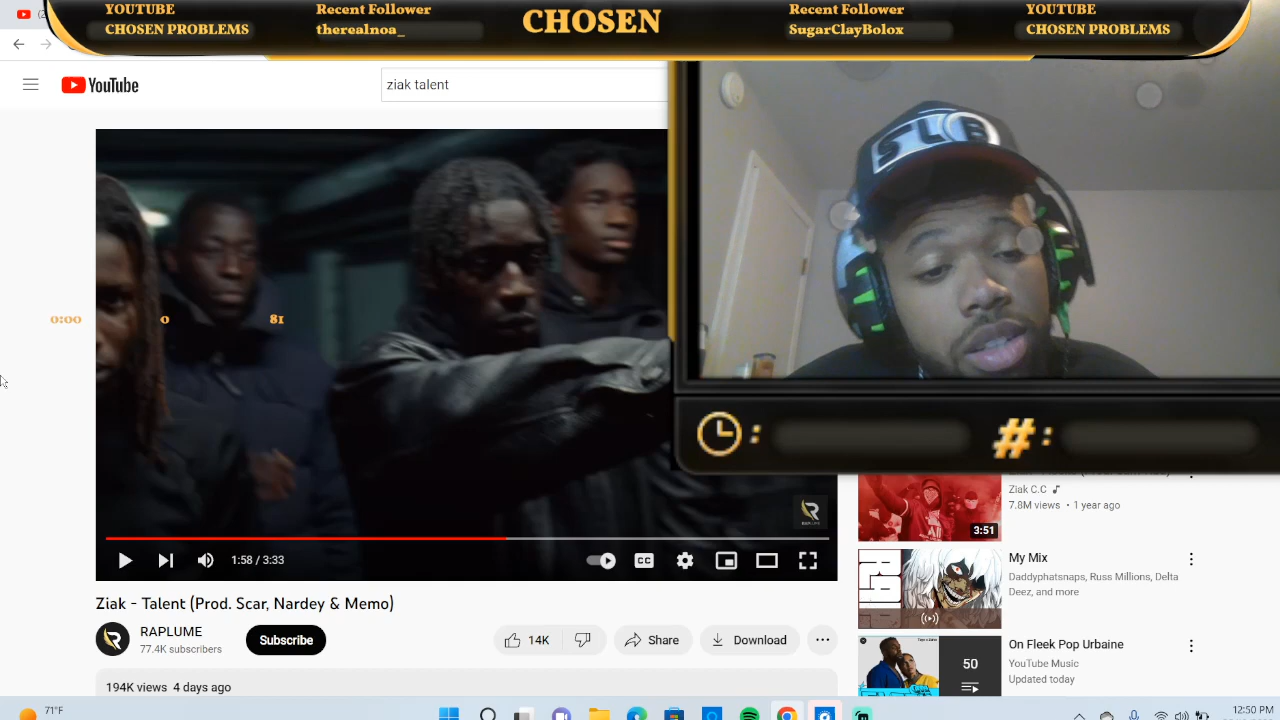 YOUTUBE
CHOSEN PROBLEMS
Recent Follower
therealnoa_
CHOSEN
Recent Follower
SugarClayBolox
YOUTUBE
CHOSEN PROBLEMS
YouTube
ziak talent
SLB
0:00
0
81
:
#:
RAPLUME
1:58 / 3:33
CC
Ziak - Talent (Prod. Scar, Nardey & Memo)
RAPLUME
77.4K subscribers
Subscribe
14K
Share
Download
194K views 4 days ago
Ziak C.C
7.8M views • 1 year ago
3:51
My Mix
Daddyphatsnaps, Russ Millions, Delta
Deez, and more
On Fleek Pop Urbaine
YouTube Music
Updated today
50
71°F
12:50 PM